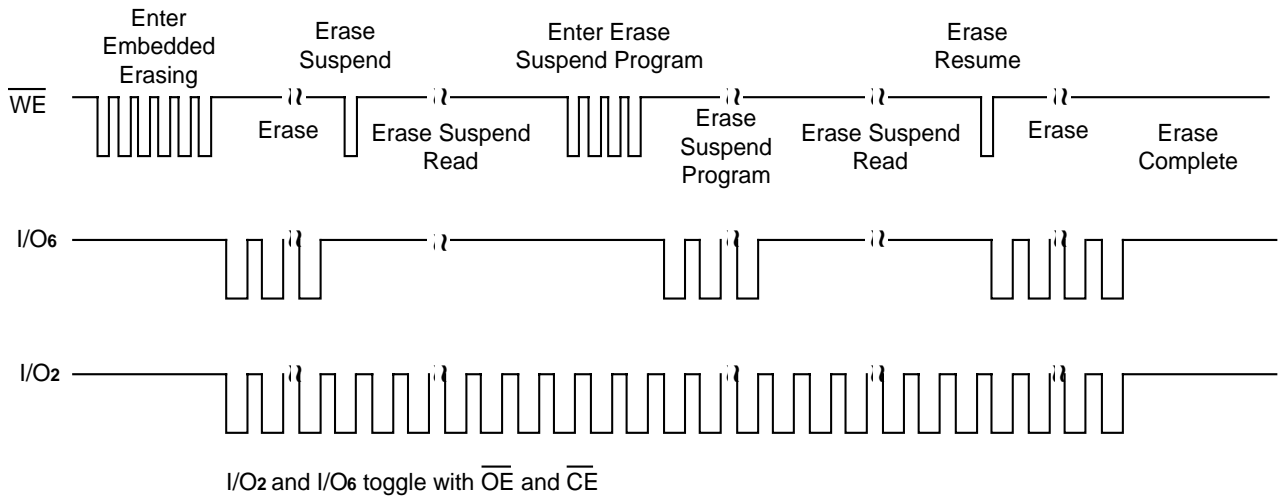 Enter
Embedded
Erasing
Erase
Suspend
Enter Erase
Suspend Program
Erase
Resume
WE
Erase
Erase Suspend
Read
Erase
Suspend
Program
Erase Suspend
Read
Erase
Erase
Complete
I/O6
I/O2
I/O2 and I/O6 toggle with OE and CE